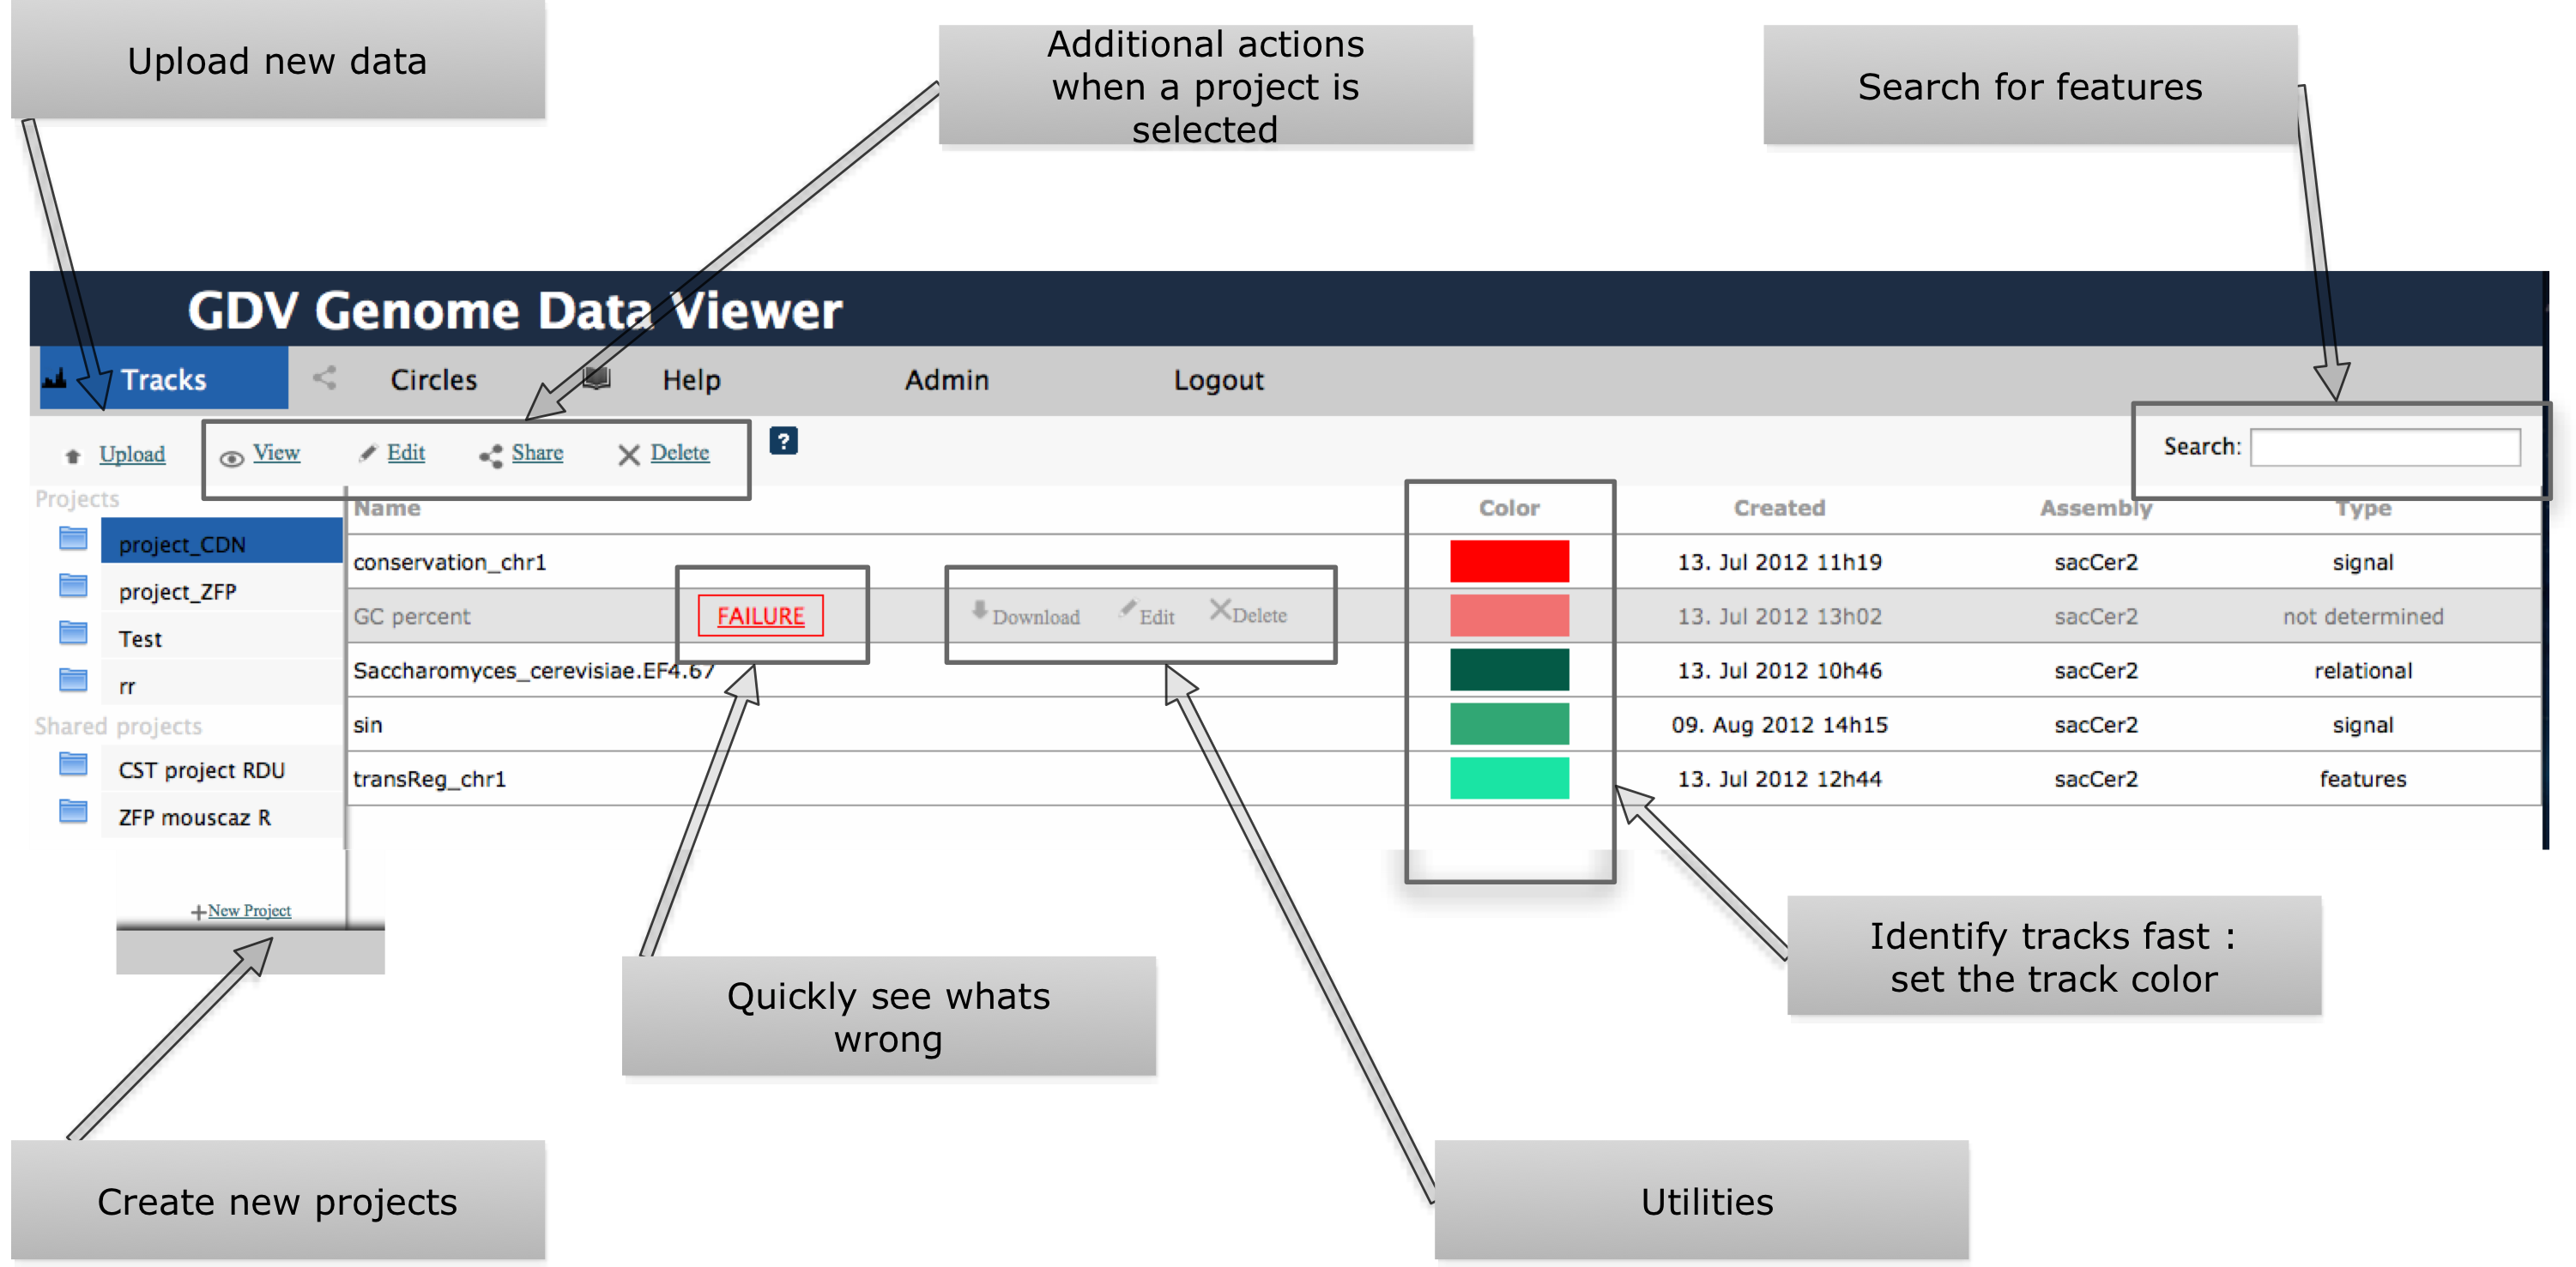 Upload new data
Additional actions
when a project is
selected
Search for features
GDV Genome Data Viewer
Tracks Circles Help Admin Logout
Upload View Edit Share Delete ? Search:
Projects
project_CDN
project_ZFP
Test
rr
Shared projects
CST project RDU
ZFP mouscaz R
+New Project
Name Color Created Assembly Type
conservation_chr1 13. Jul 2012 11h19 sacCer2 signal
GC percent FAILURE Download Edit Delete 13. Jul 2012 13h02 sacCer2 not determined
Saccharomyces_cerevisiae.EF4.67 13. Jul 2012 10h46 sacCer2 relational
sin 09. Aug 2012 14h15 sacCer2 signal
transReg_chr1 13. Jul 2012 12h44 sacCer2 features
Identify tracks fast :
set the track color
Quickly see whats
wrong
Create new projects
Utilities